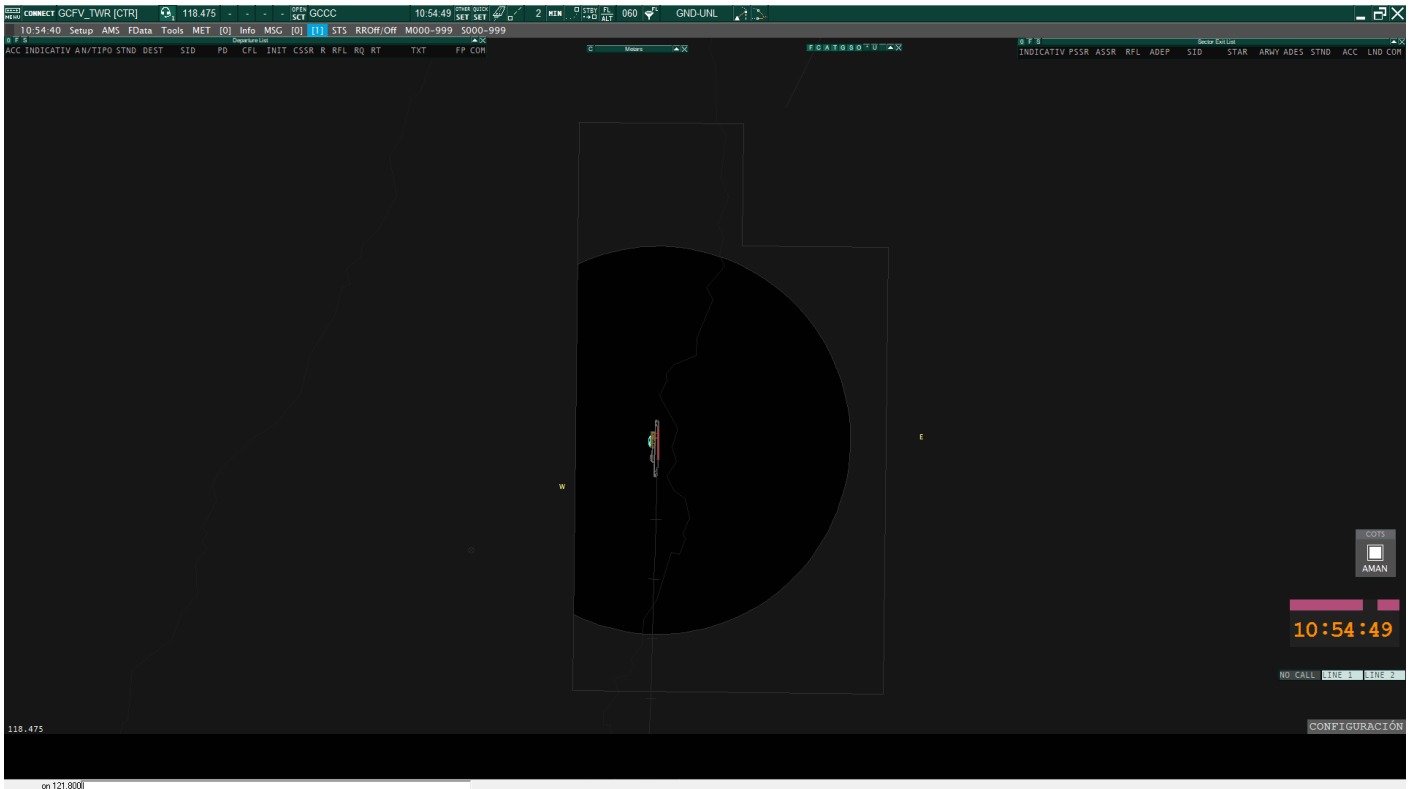 MENU CONNECT GCFV_TWR [CTR] 1 118.475 - - - - OPEN SCT GCCC 10:54:49 OTHER SET QUICK SET 2 MIN STBY FL ALT 060 FL GND-UNL
10:54:40 Setup AMS FData Tools MET [0] Info MSG [0] [1] STS RROff/Off M000-999 S000-999
Departure List
ACC INDICATIV AN/TIPO STND DEST SID PD CFL INIT CSSR R RFL RQ RT TXT FP COM
C Metars
F C A T G S O * U
F S Sector Exit List
INDICATIV PSSR ASSR RFL ADEP SID STAR ARWY ADES STND ACC LND COM
E
W
COTS
AMAN
10:54:49
NO CALL LINE 1 LINE 2
118.475
CONFIGURACIÓN
on 121.800